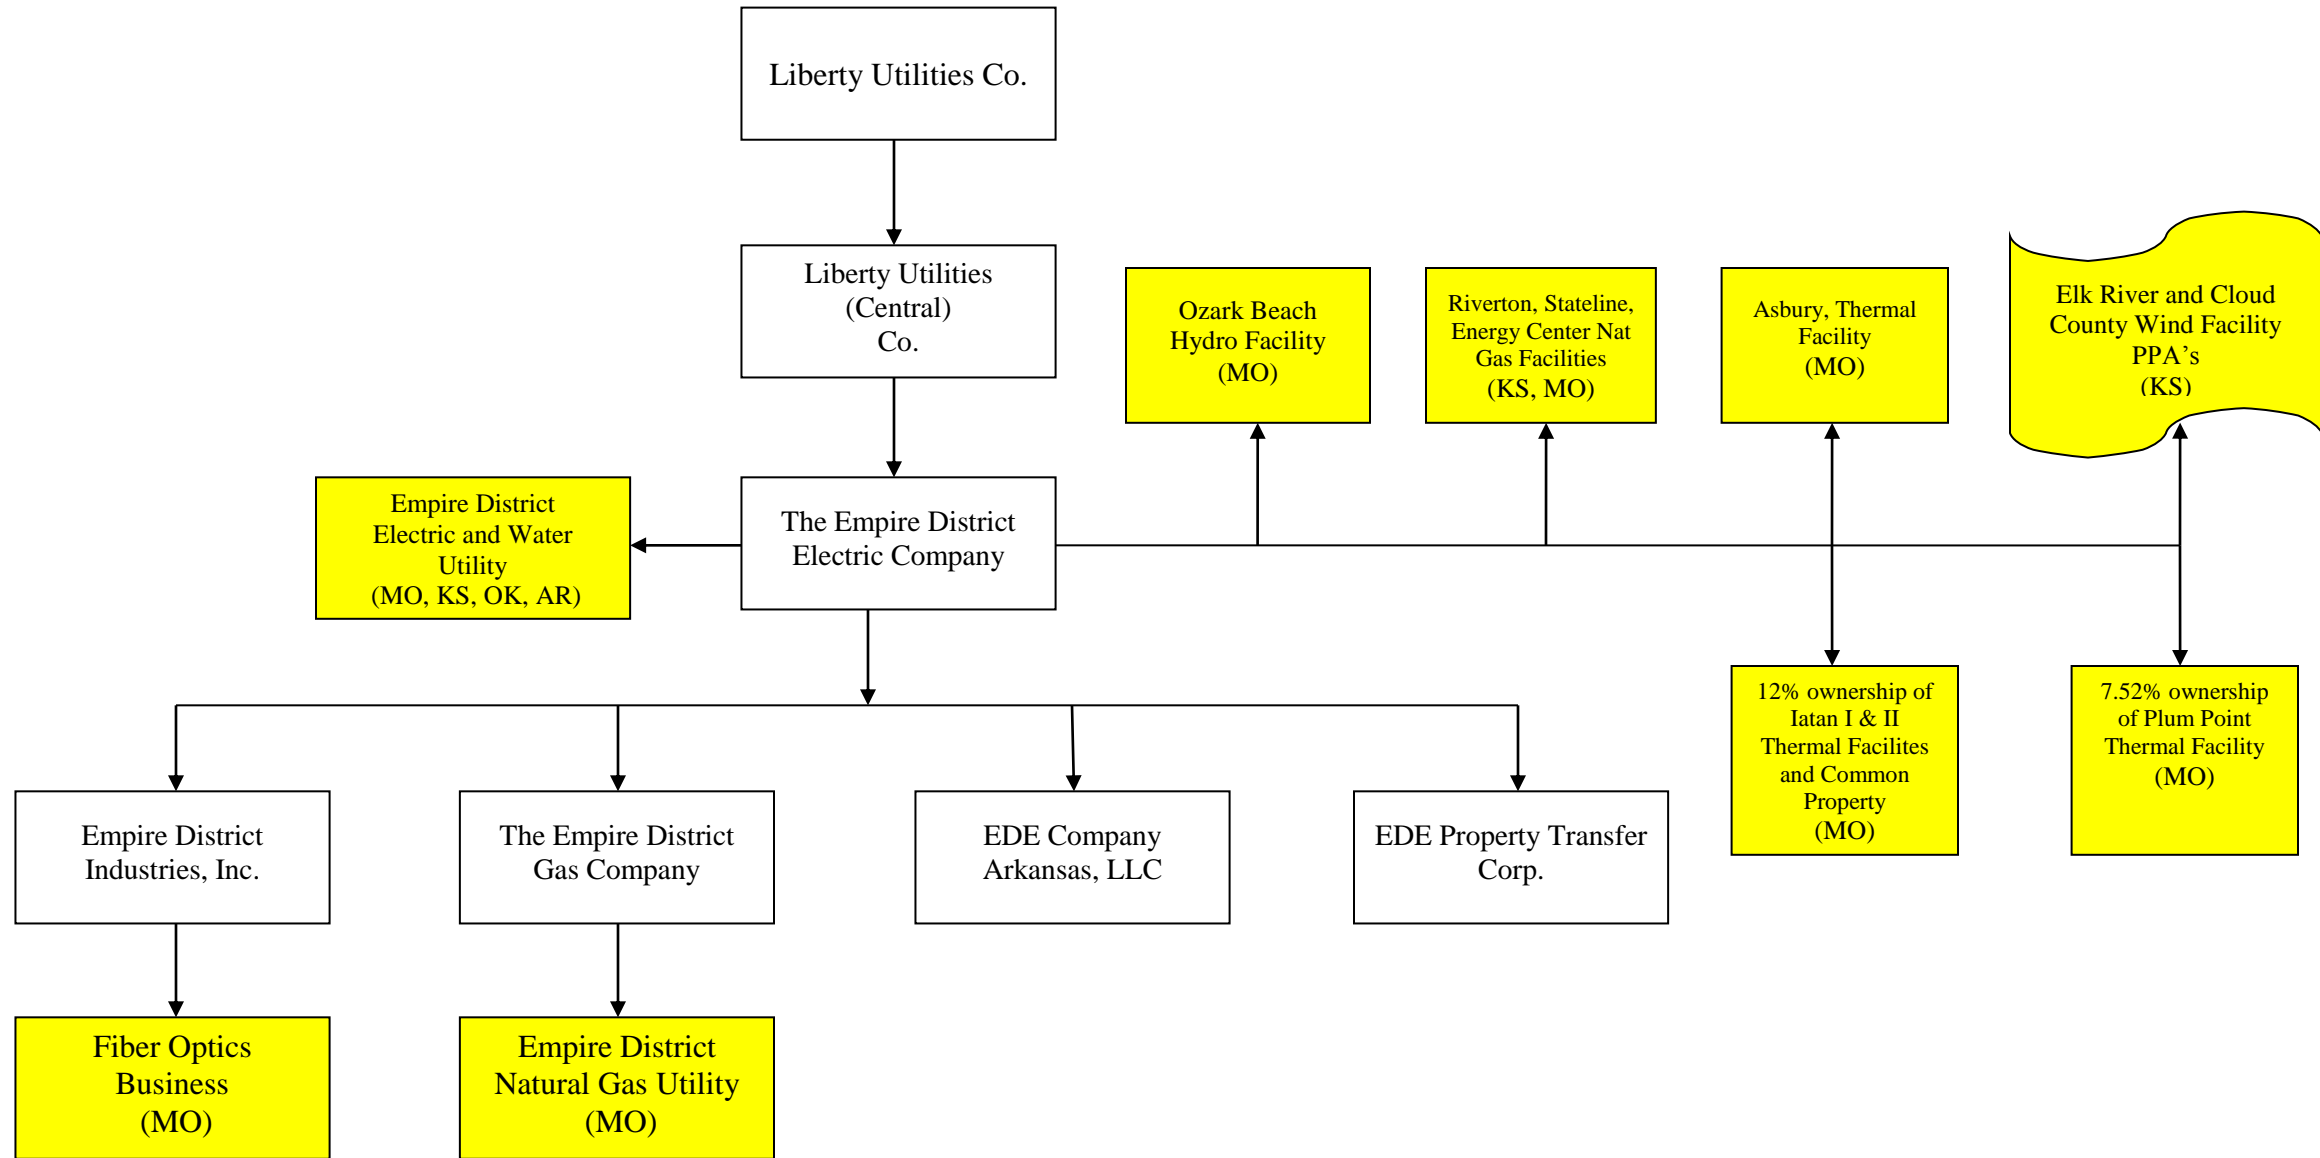 Liberty Utilities Co.
Liberty Utilities
(Central)
Co.
Ozark Beach
Hydro Facility
(MO)
Riverton, Stateline,
Energy Center Nat
Gas Facilities
(KS, MO)
Asbury, Thermal
Facility
(MO)
Elk River and Cloud
County Wind Facility
PPA’s
(KS)
Empire District
Electric and Water
Utility
(MO, KS, OK, AR)
The Empire District
Electric Company
12% ownership of
Iatan I & II
Thermal Facilites
and Common
Property
(MO)
7.52% ownership
of Plum Point
Thermal Facility
(MO)
Empire District
Industries, Inc.
The Empire District
Gas Company
EDE Company
Arkansas, LLC
EDE Property Transfer
Corp.
Fiber Optics
Business
(MO)
Empire District
Natural Gas Utility
(MO)